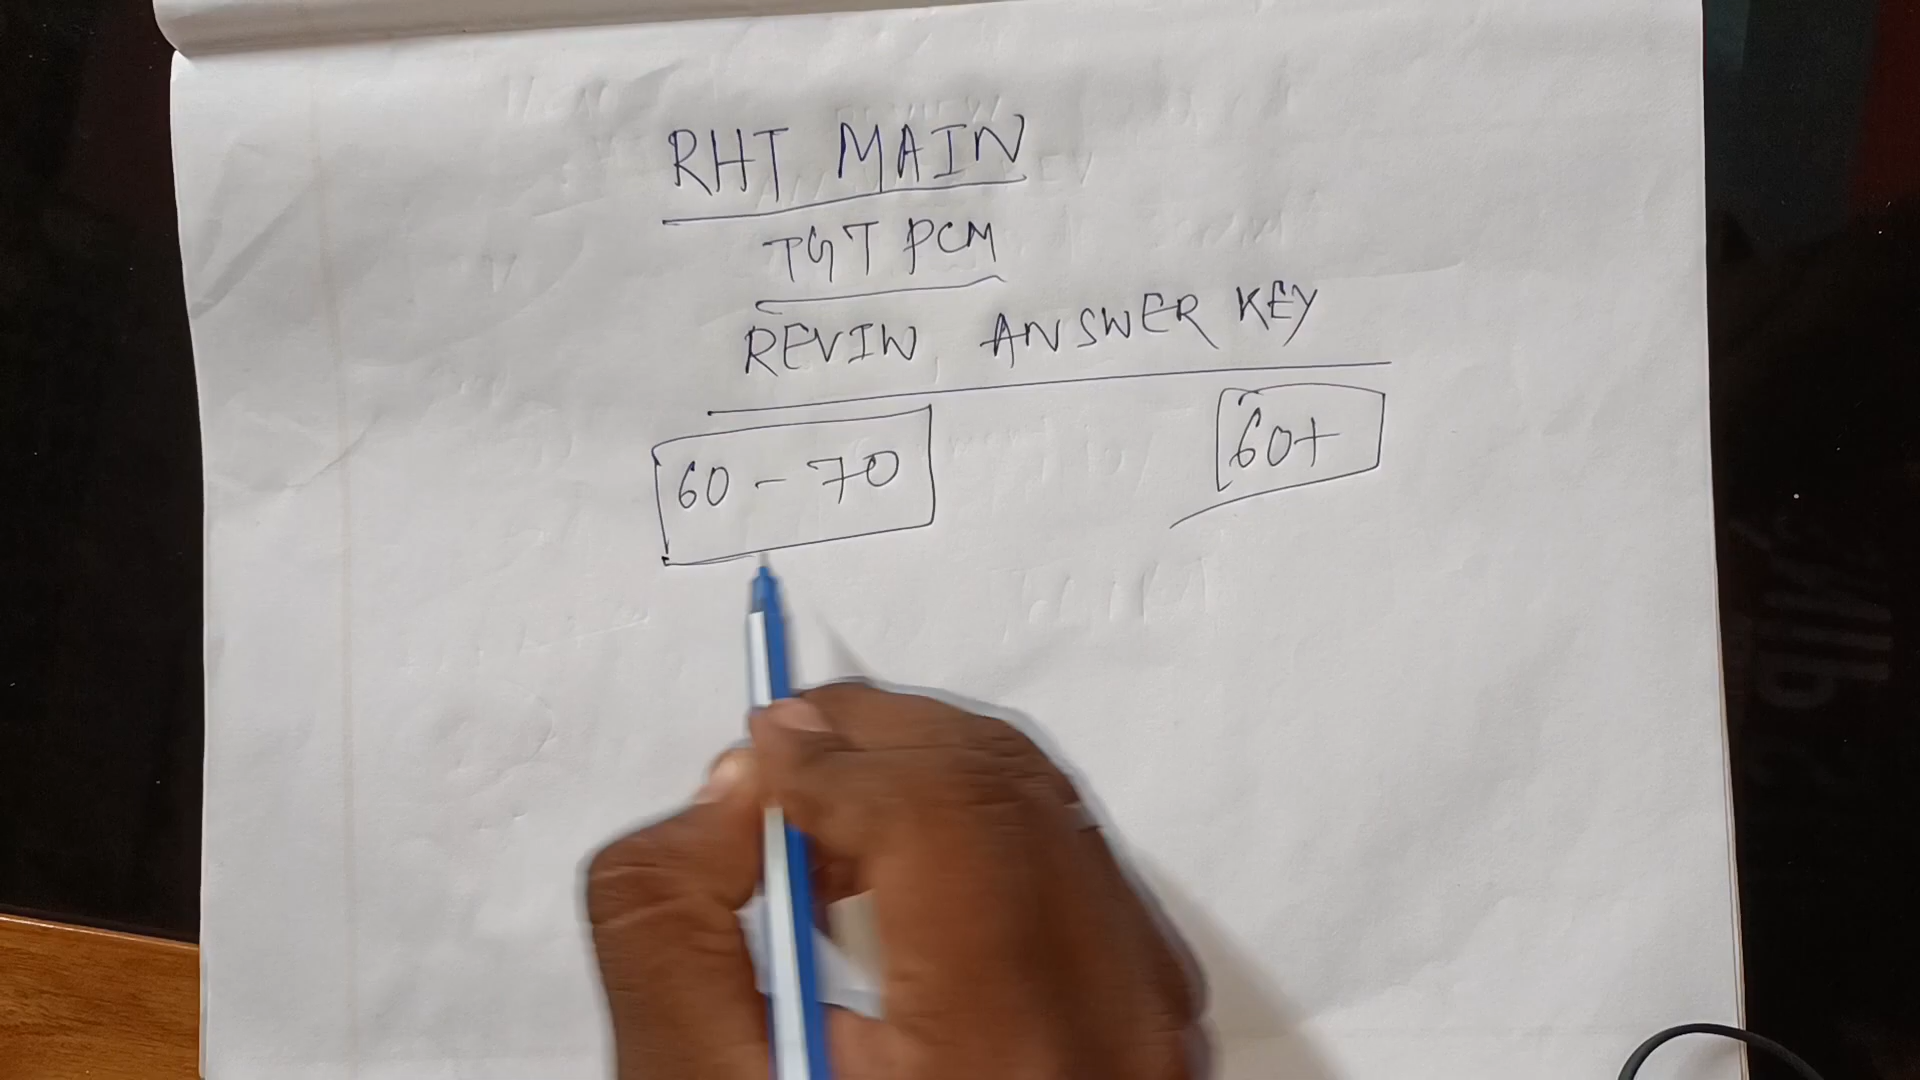 RHT MAIN
TGT PCM
REVIW ANSWER KEY
60 - 70
60+